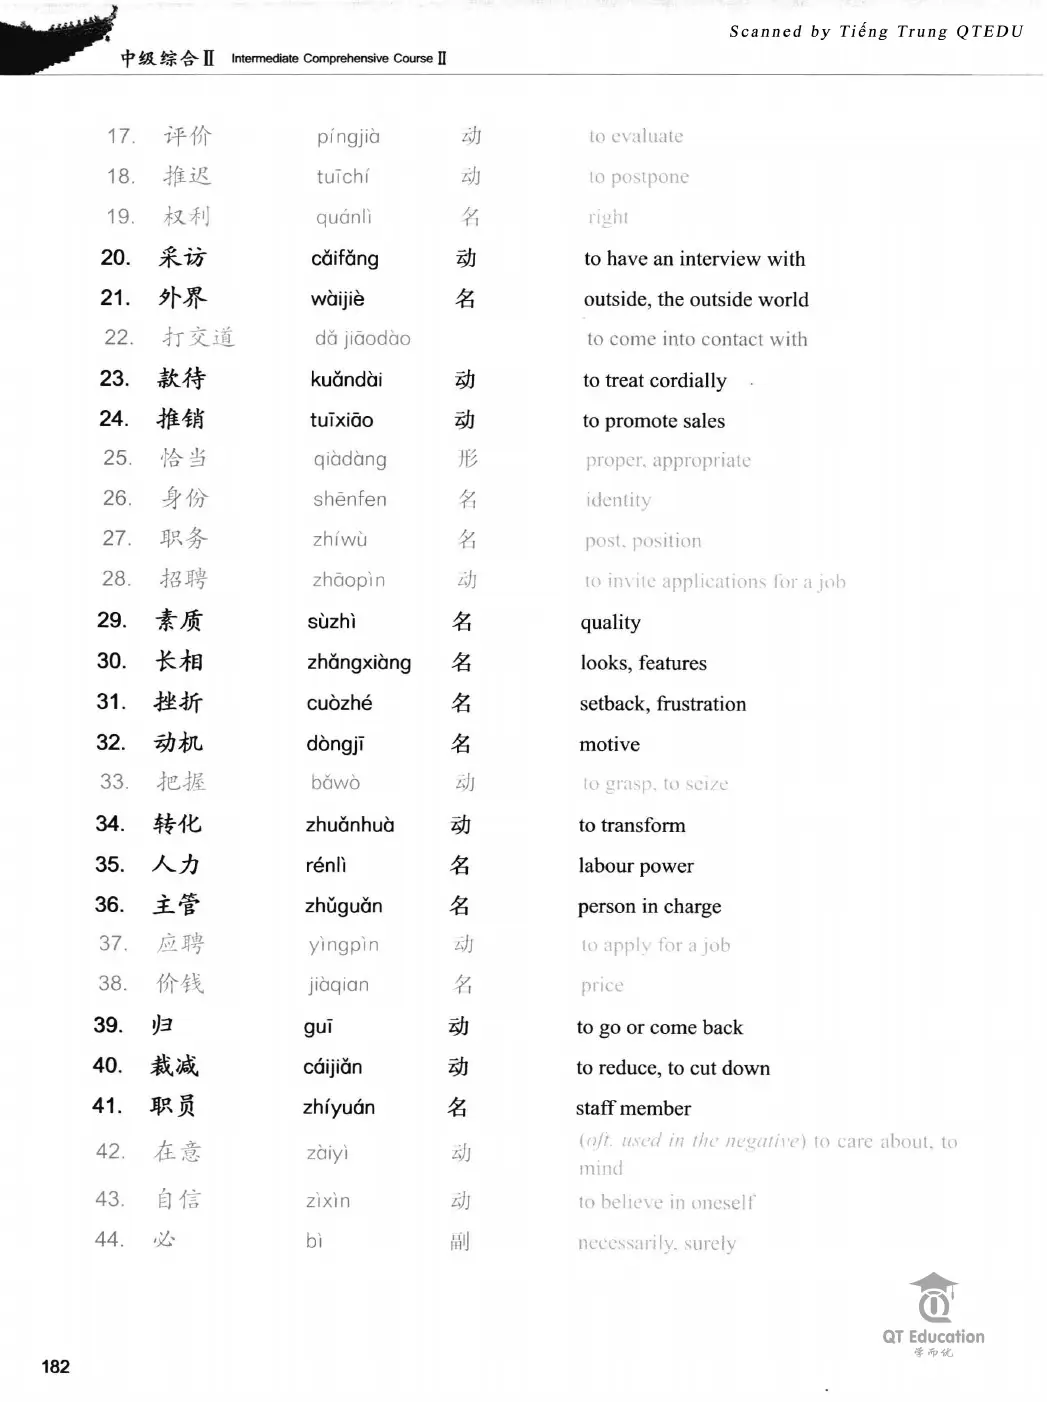 Scanned by Tiếng Trung QTEDU
中级综合Ⅱ Intermediate Comprehensive Course Ⅱ
17. 评价 píngjià 动 to evaluate
18. 推迟 tuīchí 动 to postpone
19. 权利 quánlì 名 right
20. 采访 cǎifǎng 动 to have an interview with
21. 外界 wàijiè 名 outside, the outside world
22. 打交道 dǎ jiāodào to come into contact with
23. 款待 kuǎndài 动 to treat cordially
24. 推销 tuīxiāo 动 to promote sales
25. 恰当 qiàdàng 形 proper, appropriate
26. 身份 shēnfen 名 identity
27. 职务 zhíwù 名 post, position
28. 招聘 zhāopìn 动 to invite applications for a job
29. 素质 sùzhì 名 quality
30. 长相 zhǎngxiàng 名 looks, features
31. 挫折 cuòzhé 名 setback, frustration
32. 动机 dòngjī 名 motive
33. 把握 bǎwò 动 to grasp, to seize
34. 转化 zhuǎnhuà 动 to transform
35. 人力 rénlì 名 labour power
36. 主管 zhǔguǎn 名 person in charge
37. 应聘 yìngpìn 动 to apply for a job
38. 价钱 jiàqian 名 price
39. 归 guī 动 to go or come back
40. 裁减 cáijiǎn 动 to reduce, to cut down
41. 职员 zhíyuán 名 staff member
42. 在意 zàiyì 动 (oft. used in the negative) to care about, to
mind
43. 自信 zìxìn 动 to believe in oneself
44. 必 bì 副 necessarily, surely
QT Education
学而优
182